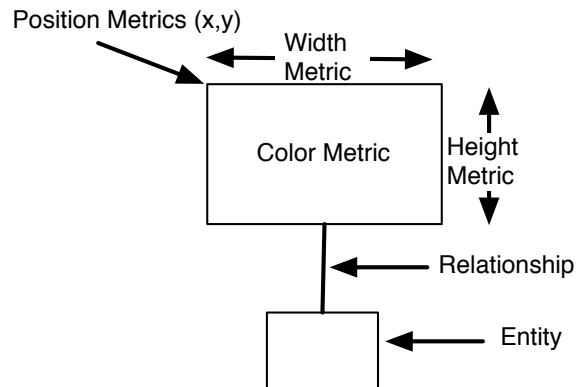 Position Metrics (x,y)
Width
Metric
Color Metric
Height
Metric
Relationship
Entity